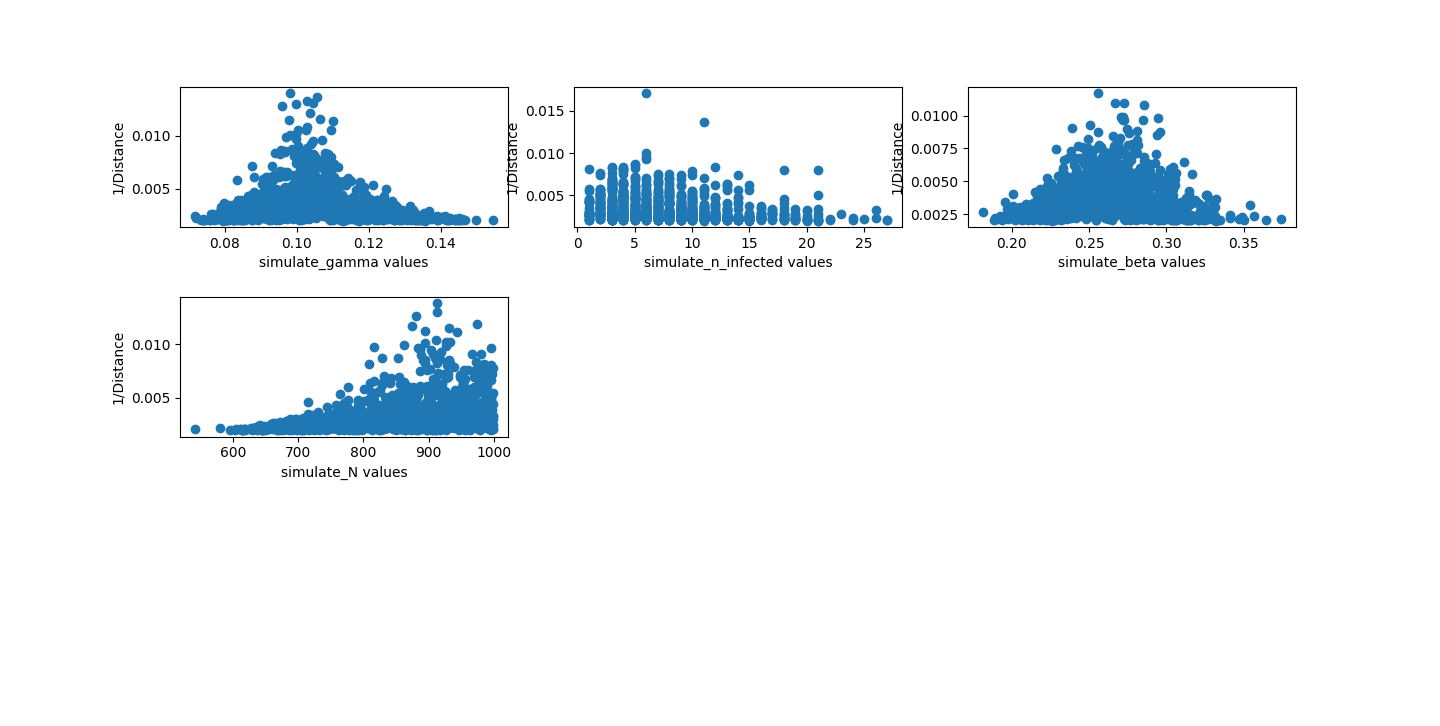 1/Distance
0.010
0.005
0.08 0.10 0.12 0.14
simulate_gamma values
1/Distance
0.015
0.010
0.005
0 5 10 15 20 25
simulate_n_infected values
1/Distance
0.0100
0.0075
0.0050
0.0025
0.20 0.25 0.30 0.35
simulate_beta values
1/Distance
0.010
0.005
600 700 800 900 1000
simulate_N values